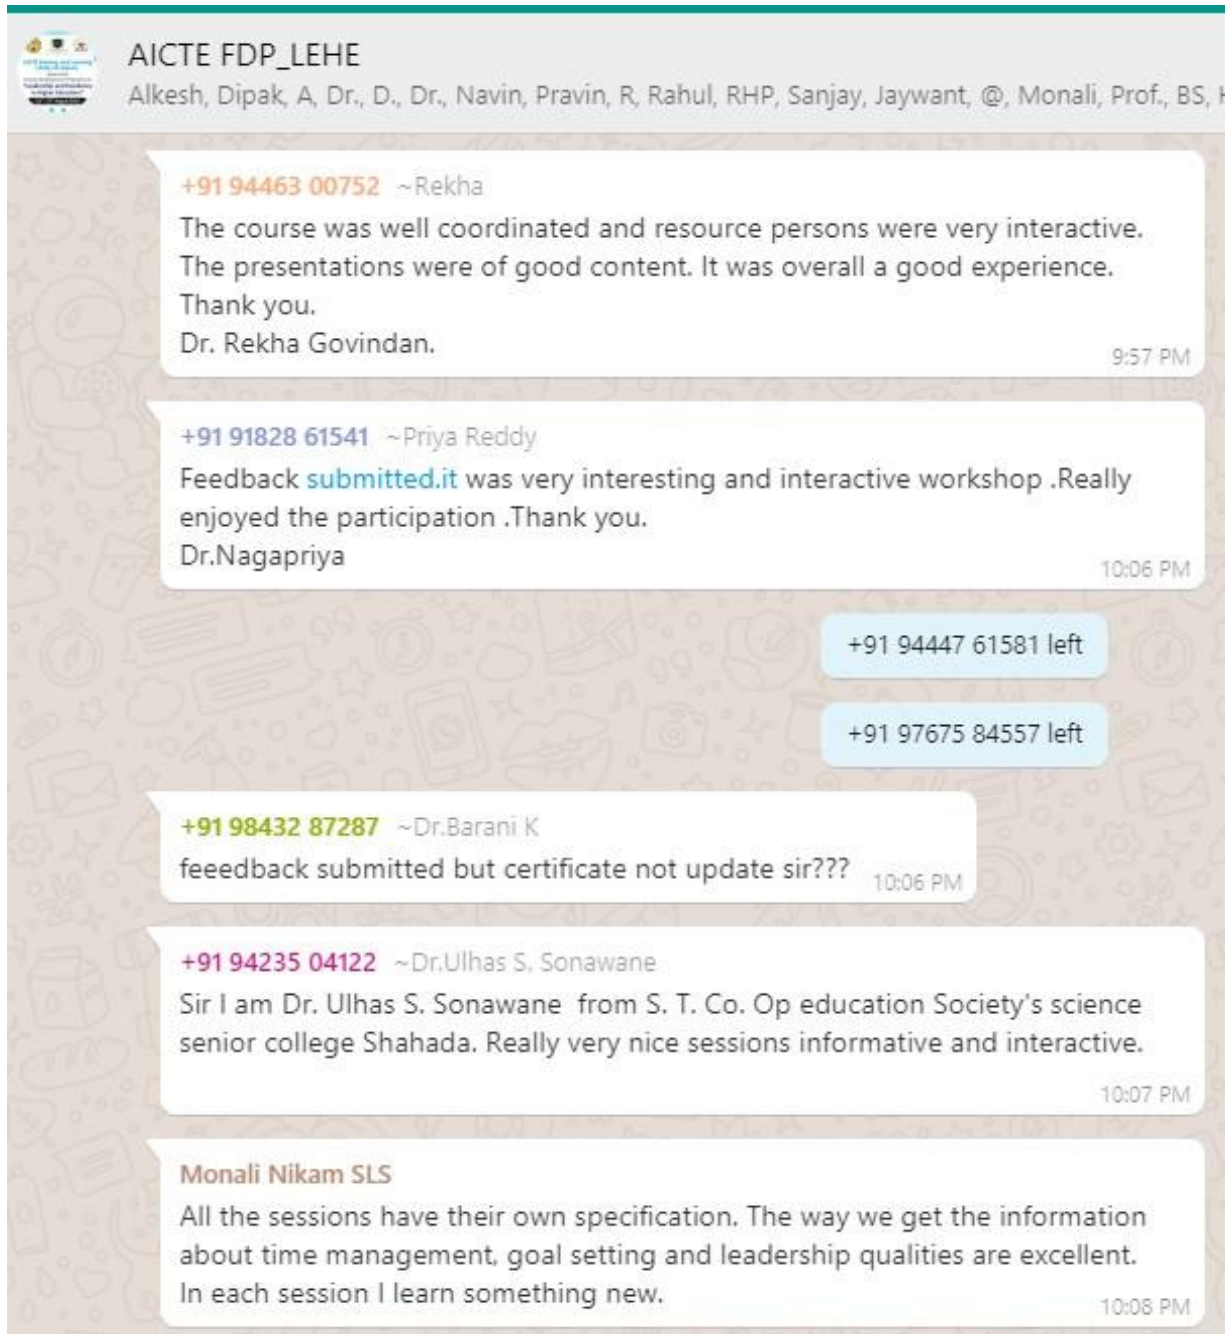 AICTE FDP_LEHE
Alkesh, Dipak, A, Dr., D., Dr., Navin, Pravin, R, Rahul, RHP, Sanjay, Jaywant, @, Monali, Prof., BS,
+91 94463 00752 ~Rekha
The course was well coordinated and resource persons were very interactive.
The presentations were of good content. It was overall a good experience.
Thank you.
Dr. Rekha Govindan.
9:57 PM
+91 91828 61541 ~Priya Reddy
Feedback submitted.it was very interesting and interactive workshop .Really
enjoyed the participation .Thank you.
Dr.Nagapriya
10:06 PM
+91 94447 61581 left
+91 97675 84557 left
+91 98432 87287 ~Dr.Barani K
feeedback submitted but certificate not update sir???
10:06 PM
+91 94235 04122 ~Dr.Ulhas S. Sonawane
Sir I am Dr. Ulhas S. Sonawane from S. T. Co. Op education Society's science
senior college Shahada. Really very nice sessions informative and interactive.
10:07 PM
Monali Nikam SLS
All the sessions have their own specification. The way we get the information
about time management, goal setting and leadership qualities are excellent.
In each session I learn something new.
10:08 PM